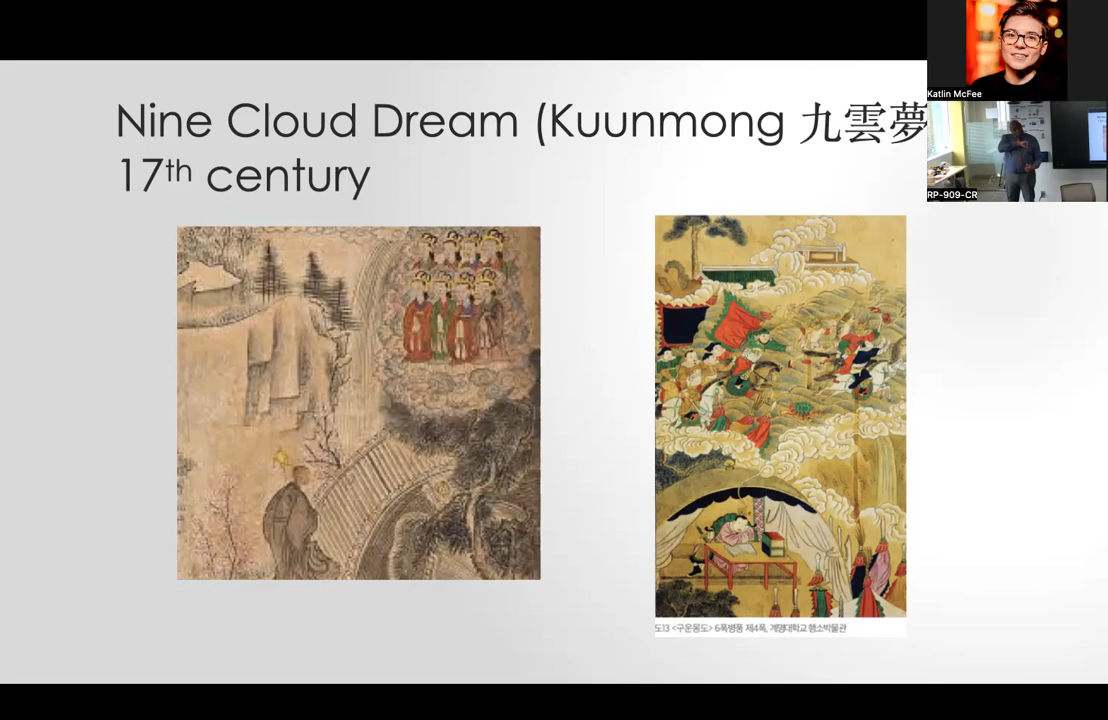 Nine Cloud Dream (Kuunmong 九雲夢
17th century
Katlin McFee
RP-909-CR
도13 <구운몽도> 6폭병풍 제4폭, 계명대학교 행소박물관